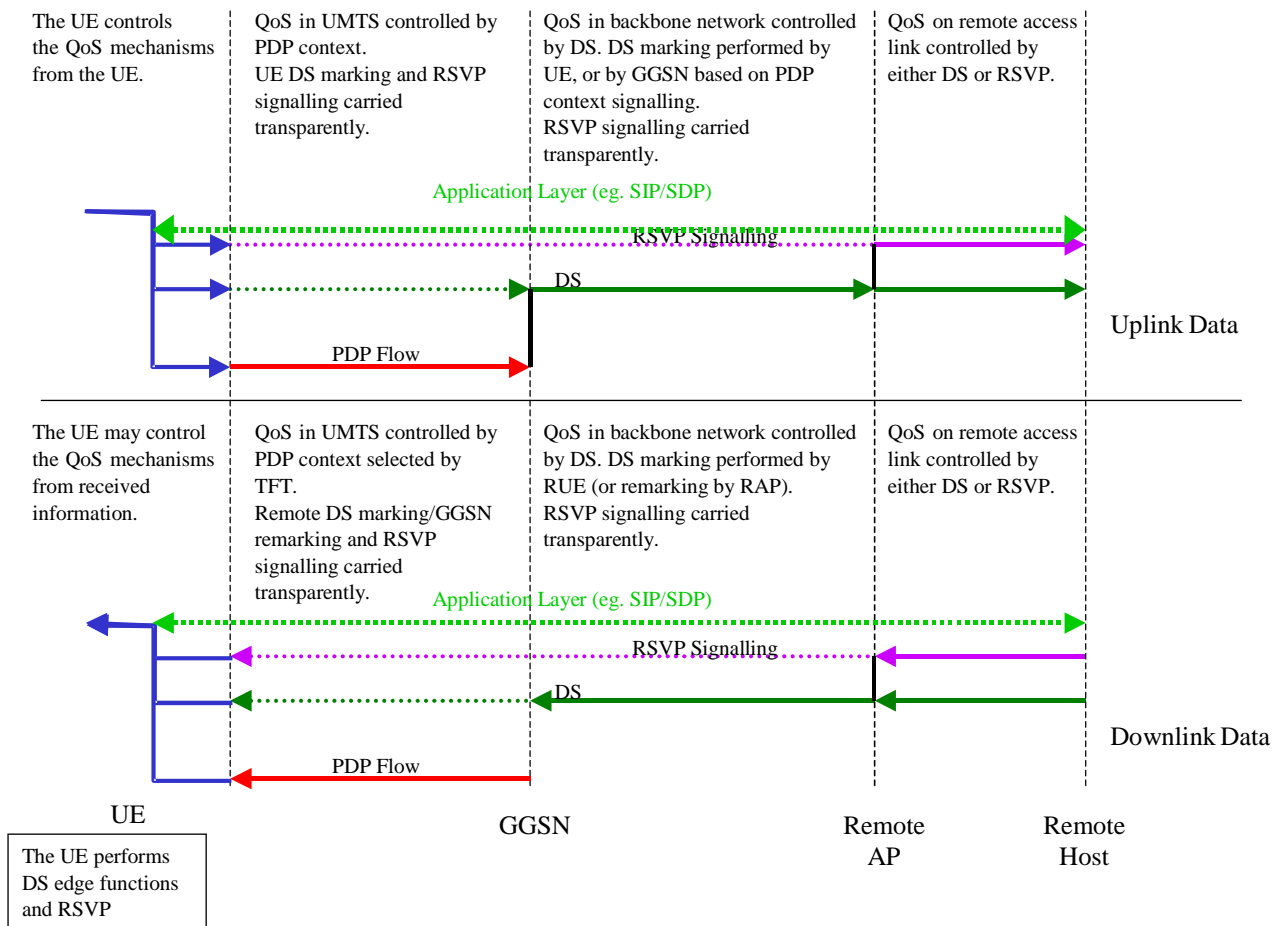 The UE controls
the QoS mechanisms
from the UE.
QoS in UMTS controlled by
PDP context.
UE DS marking and RSVP
signalling carried
transparently.
QoS in backbone network controlled
by DS. DS marking performed by
UE, or by GGSN based on PDP
context signalling.
RSVP signalling carried
transparently.
QoS on remote access
link controlled by
either DS or RSVP.
Application Layer (eg. SIP/SDP)
RSVP Signalling
DS
PDP Flow
Uplink Data
The UE may control
the QoS mechanisms
from received
information.
QoS in UMTS controlled by
PDP context selected by
TFT.
Remote DS marking/GGSN
remarking and RSVP
signalling carried
transparently.
QoS in backbone network controlled
by DS. DS marking performed by
RUE (or remarking by RAP).
RSVP signalling carried
transparently.
QoS on remote access
link controlled by
either DS or RSVP.
Application Layer (eg. SIP/SDP)
RSVP Signalling
DS
PDP Flow
Downlink Data
UE
GGSN
Remote
AP
Remote
Host
The UE performs
DS edge functions
and RSVP